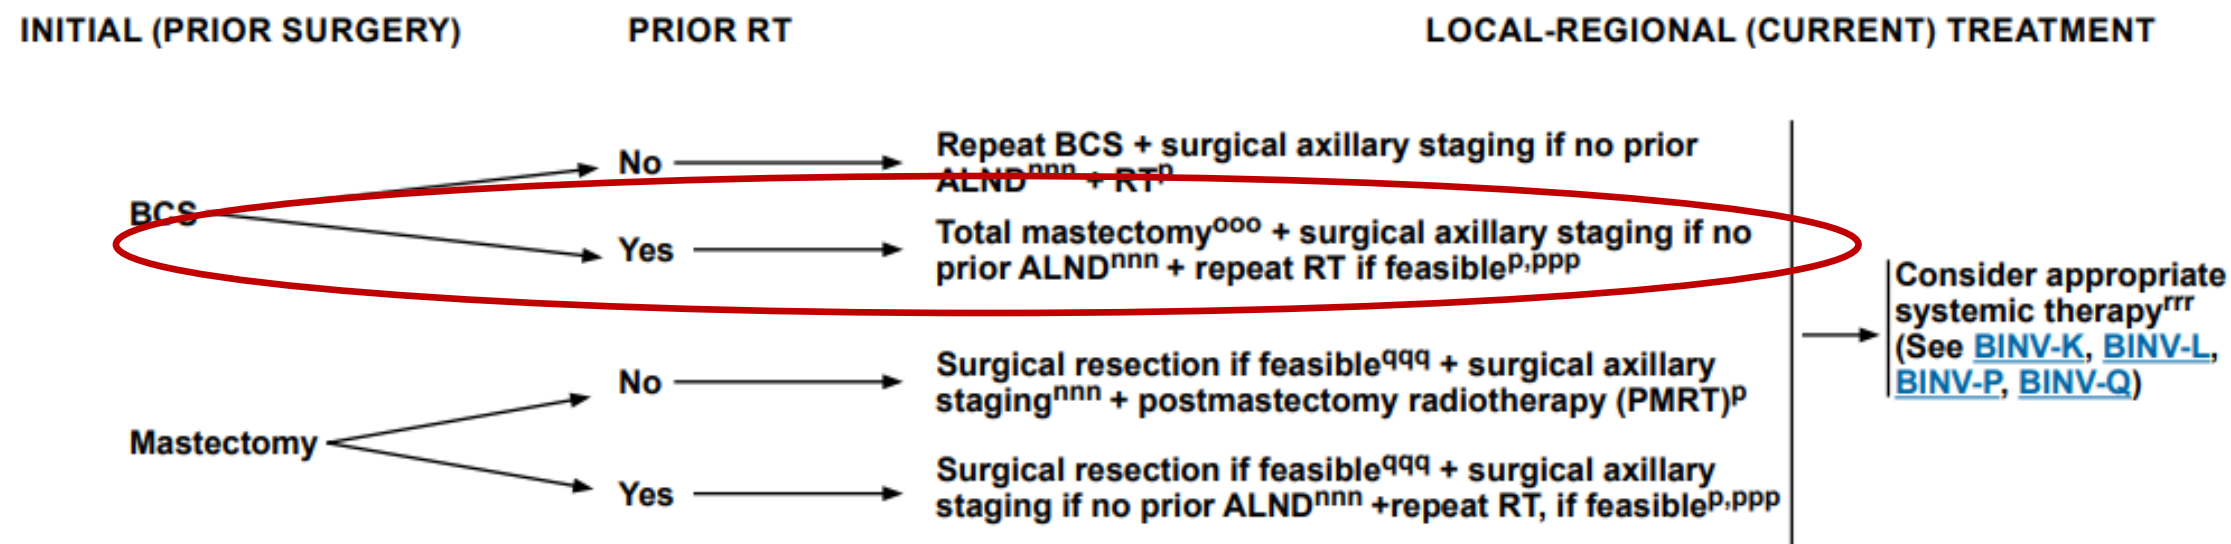 INITIAL (PRIOR SURGERY) PRIOR RT LOCAL-REGIONAL (CURRENT) TREATMENT
BCS
No
Repeat BCS + surgical axillary staging if no prior
ALNDnnn + RTp
Yes
Total mastectomyooo + surgical axillary staging if no
prior ALNDnnn + repeat RT if feasiblep,ppp
Mastectomy
No
Surgical resection if feasibleqqq + surgical axillary
stagingnnn + postmastectomy radiotherapy (PMRT)p
Yes
Surgical resection if feasibleqqq + surgical axillary
staging if no prior ALNDnnn +repeat RT, if feasiblep,ppp
Consider appropriate
systemic therapyrrr
(See BINV-K, BINV-L,
BINV-P, BINV-Q)